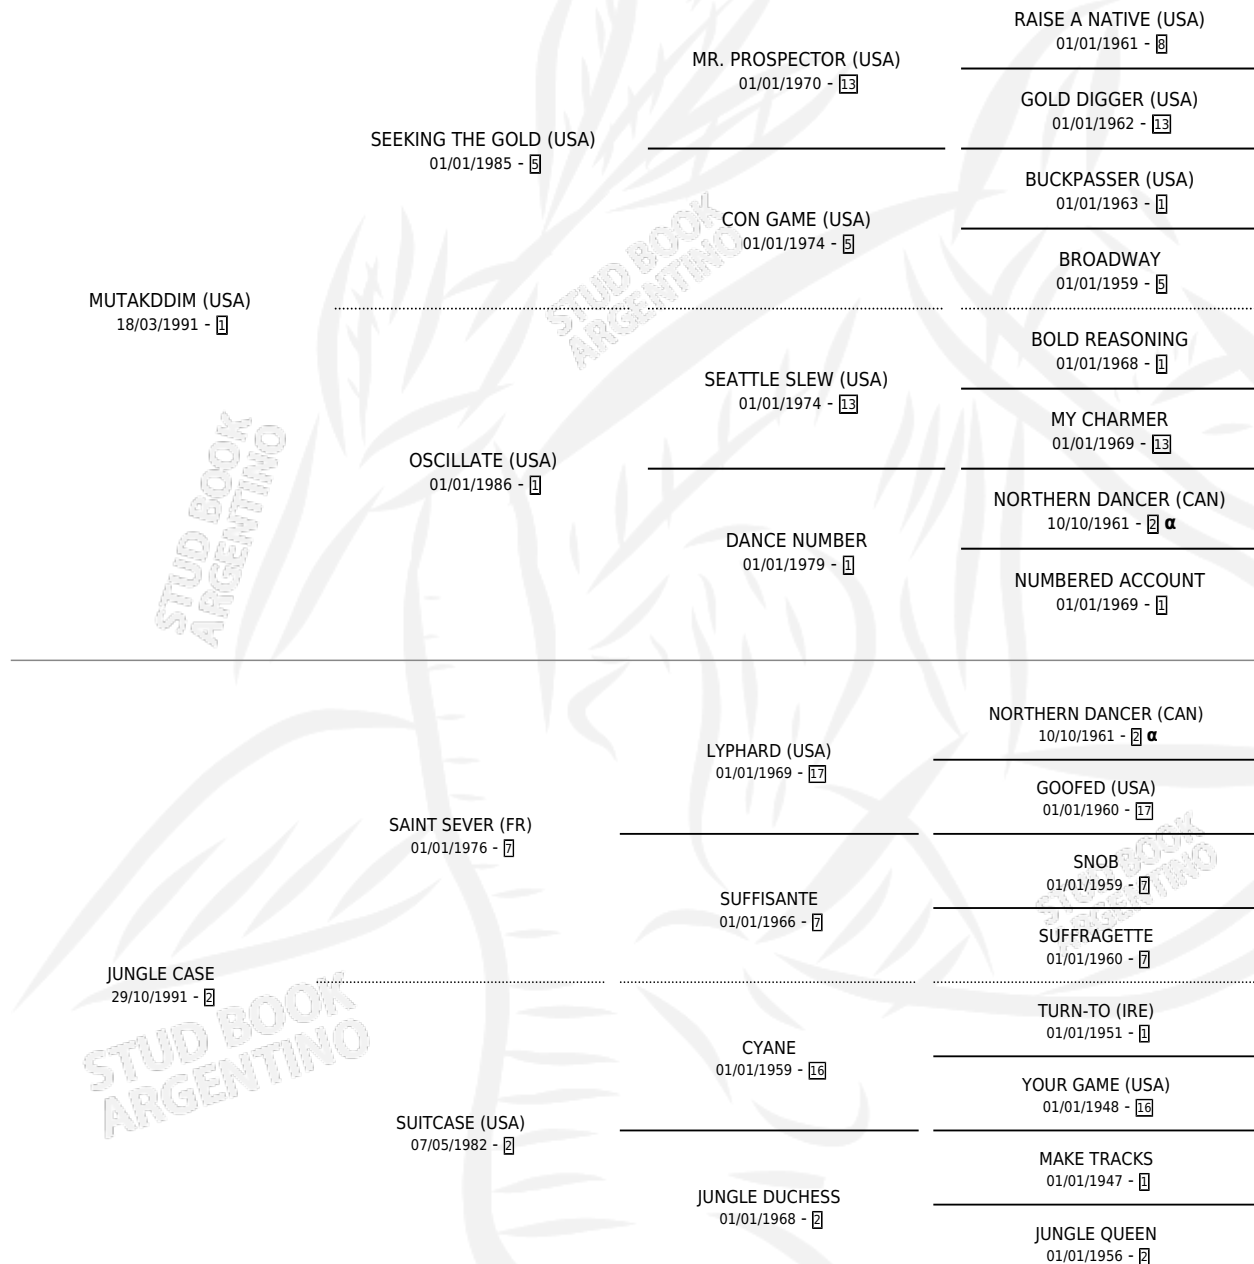 RAISE A NATIVE (USA)
01/01/1961 - 8
MR. PROSPECTOR (USA)
01/01/1970 - 13
GOLD DIGGER (USA)
01/01/1962 - 13
SEEKING THE GOLD (USA)
01/01/1985 - 5
BUCKPASSER (USA)
01/01/1963 - 1
CON GAME (USA)
01/01/1974 - 5
BROADWAY
01/01/1959 - 5
MUTAKDDIM (USA)
18/03/1991 - 1
BOLD REASONING
01/01/1968 - 1
SEATTLE SLEW (USA)
01/01/1974 - 13
MY CHARMER
01/01/1969 - 13
OSCILLATE (USA)
01/01/1986 - 1
NORTHERN DANCER (CAN)
10/10/1961 - 2 α
DANCE NUMBER
01/01/1979 - 1
NUMBERED ACCOUNT
01/01/1969 - 1
NORTHERN DANCER (CAN)
10/10/1961 - 2 α
LYPHARD (USA)
01/01/1969 - 17
GOOFED (USA)
01/01/1960 - 17
SAINT SEVER (FR)
01/01/1976 - 7
SNOB
01/01/1959 - 7
SUFFISANTE
01/01/1966 - 7
SUFFRAGETTE
01/01/1960 - 7
JUNGLE CASE
29/10/1991 - 2
TURN-TO (IRE)
01/01/1951 - 1
CYANE
01/01/1959 - 16
YOUR GAME (USA)
01/01/1948 - 16
SUITCASE (USA)
07/05/1982 - 2
MAKE TRACKS
01/01/1947 - 1
JUNGLE DUCHESS
01/01/1968 - 2
JUNGLE QUEEN
01/01/1956 - 2
STUD BOOK
ARGENTINO
STUD BOOK
ARGENTINO
STUD BOOK
ARGENTINO
STUD BOOK
ARGENTINO